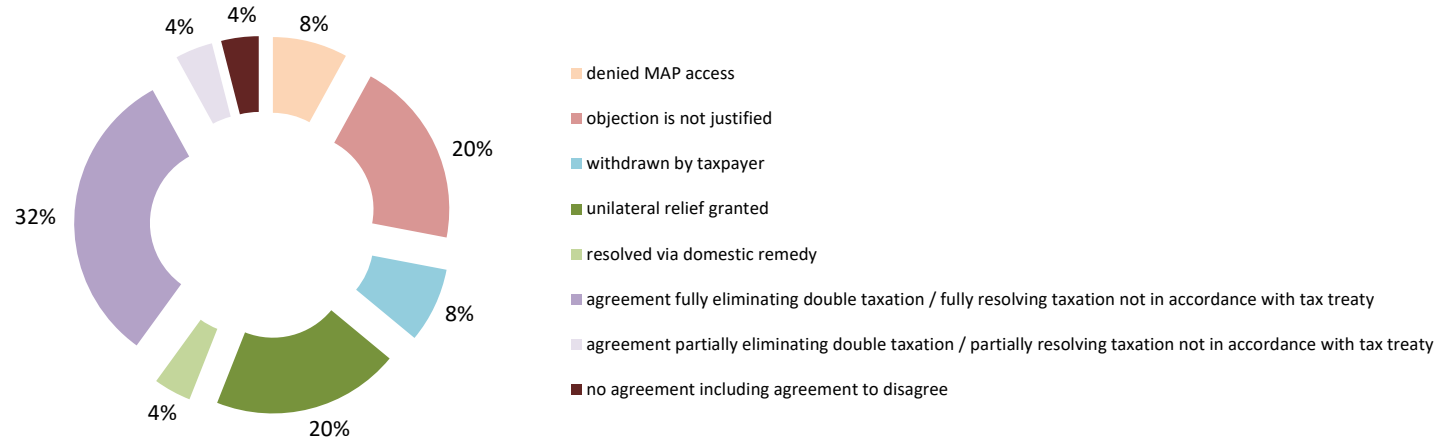 4%
4%
8%
20%
32%
8%
4%
20%
denied MAP access
objection is not justified
withdrawn by taxpayer
unilateral relief granted
resolved via domestic remedy
agreement fully eliminating double taxation / fully resolving taxation not in accordance with tax treaty
agreement partially eliminating double taxation / partially resolving taxation not in accordance with tax treaty
no agreement including agreement to disagree